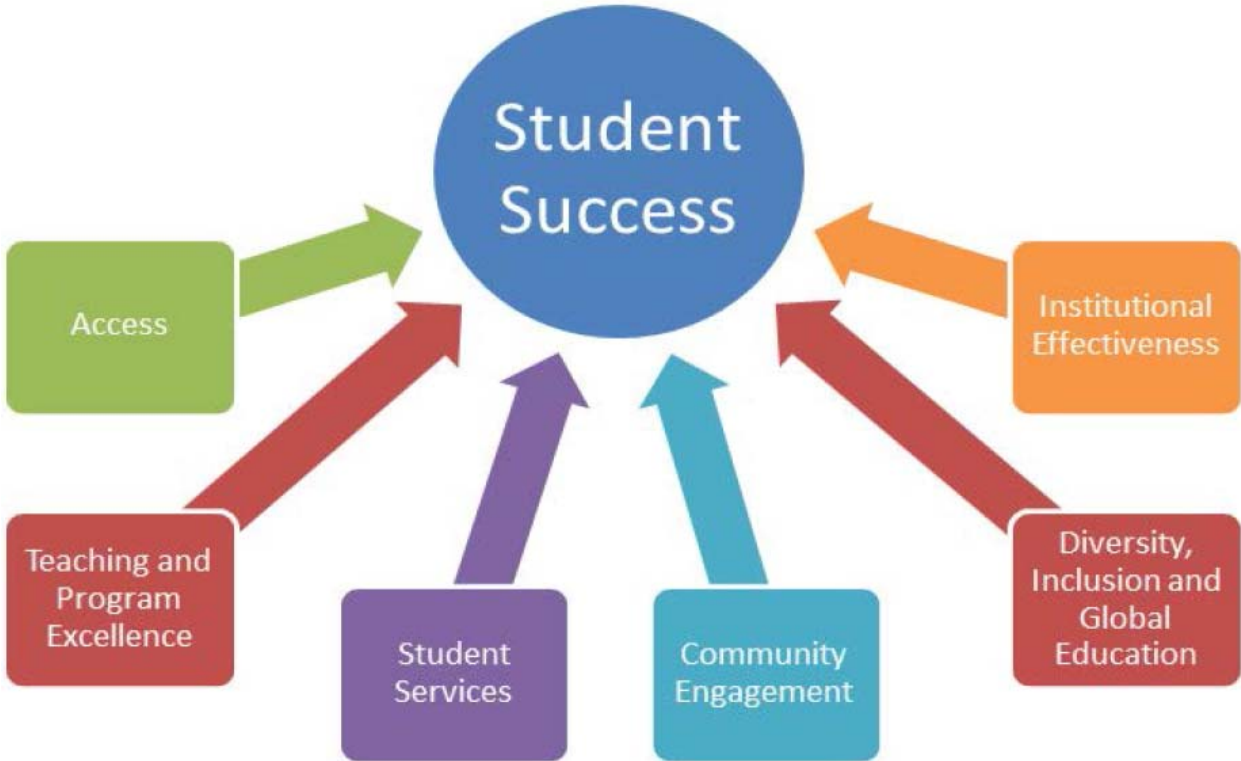 Student
Success
Access
Institutional
Effectiveness
Teaching and
Program
Excellence
Student
Services
Community
Engagement
Diversity,
Inclusion and
Global
Education